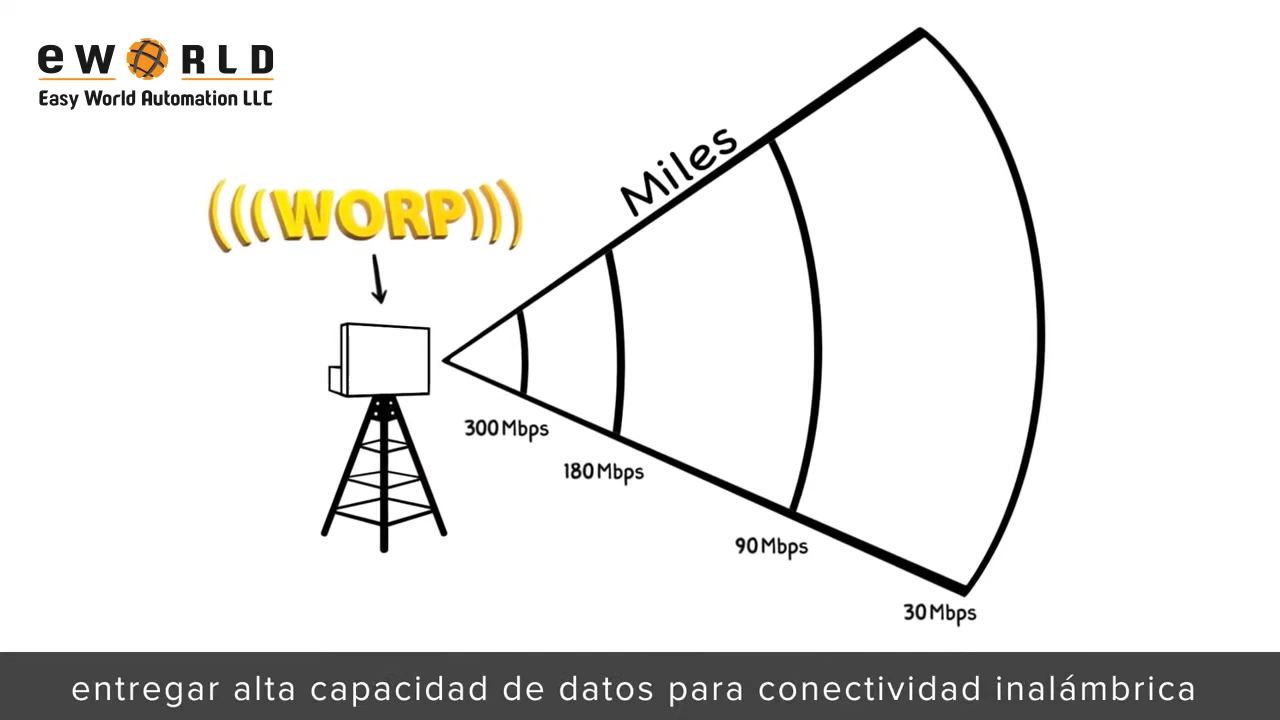 eWORLD
Easy World Automation LLC
Miles
(((WORP)))
300 Mbps
180 Mbps
90 Mbps
30 Mbps
entregar alta capacidad de datos para conectividad inalámbrica